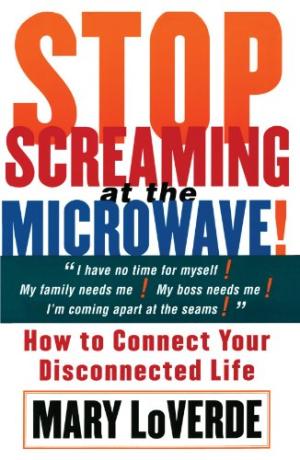 STOP
SCREAMING
at the
MICROWAVE!
"I have no time for myself!
My family needs me! My boss needs me!
I'm coming apart at the seams!"
How to Connect Your
Disconnected Life
MARY LoVERDE